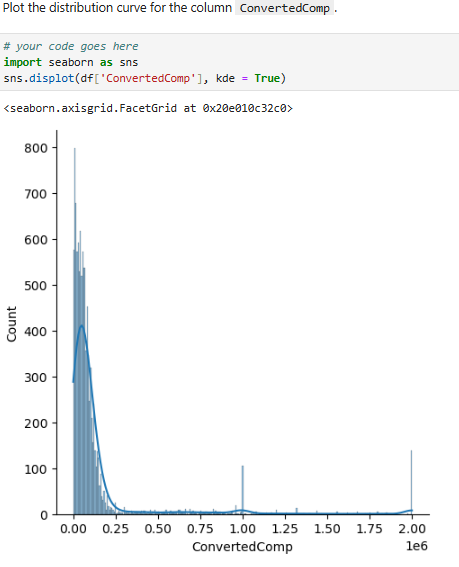 Plot the distribution curve for the column ConvertedComp .
# your code goes here
import seaborn as sns
sns.displot(df['ConvertedComp'], kde = True)
<seaborn.axisgrid.FacetGrid at 0x20e010c32c0>
800
700
600
500
400
300
200
100
0
Count
0.00 0.25 0.50 0.75 1.00 1.25 1.50 1.75 2.00
1e6
ConvertedComp